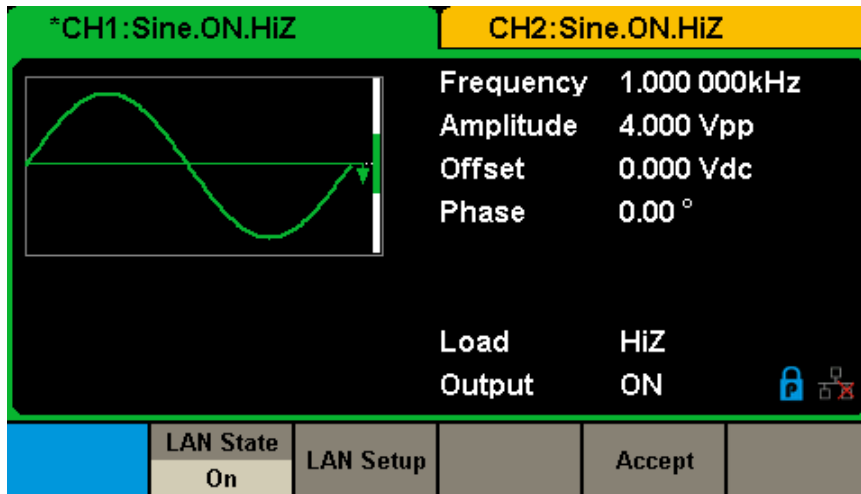 *CH1:Sine.ON.HiZ
CH2:Sine.ON.HiZ
Frequency 1.000 000kHz
Amplitude 4.000 Vpp
Offset 0.000 Vdc
Phase 0.00 °
Load HiZ
Output ON
P
LAN State
On
LAN Setup
Accept